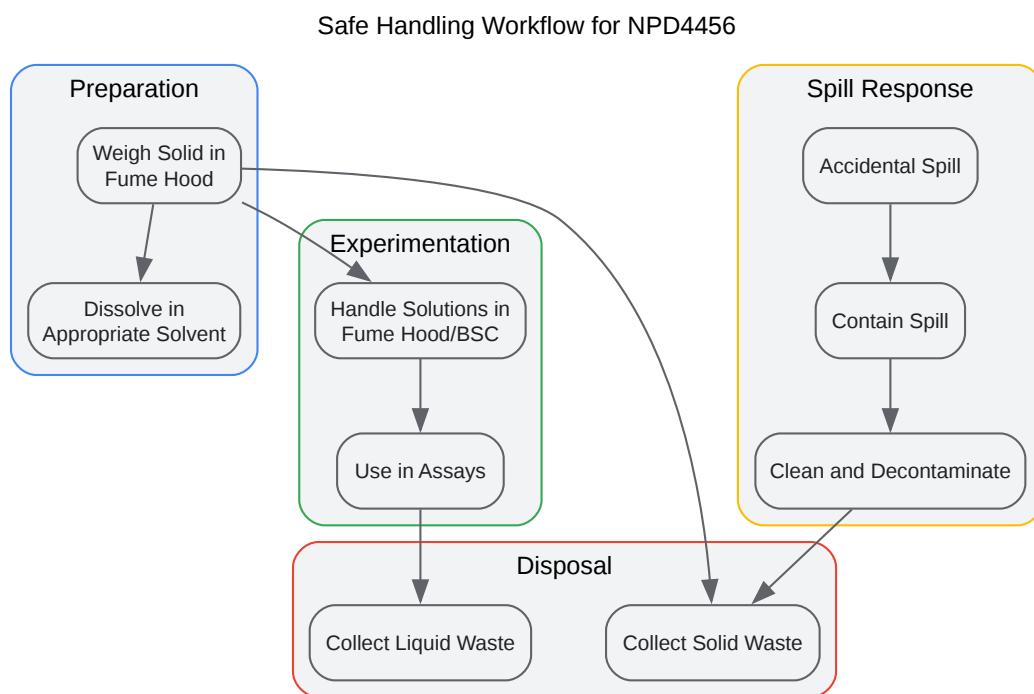 Safe Handling Workflow for NPD4456
Preparation
Weigh Solid in
Fume Hood
Dissolve in
Appropriate Solvent
Experimentation
Handle Solutions in
Fume Hood/BSC
Use in Assays
Spill Response
Accidental Spill
Contain Spill
Clean and Decontaminate
Disposal
Collect Liquid Waste
Collect Solid Waste